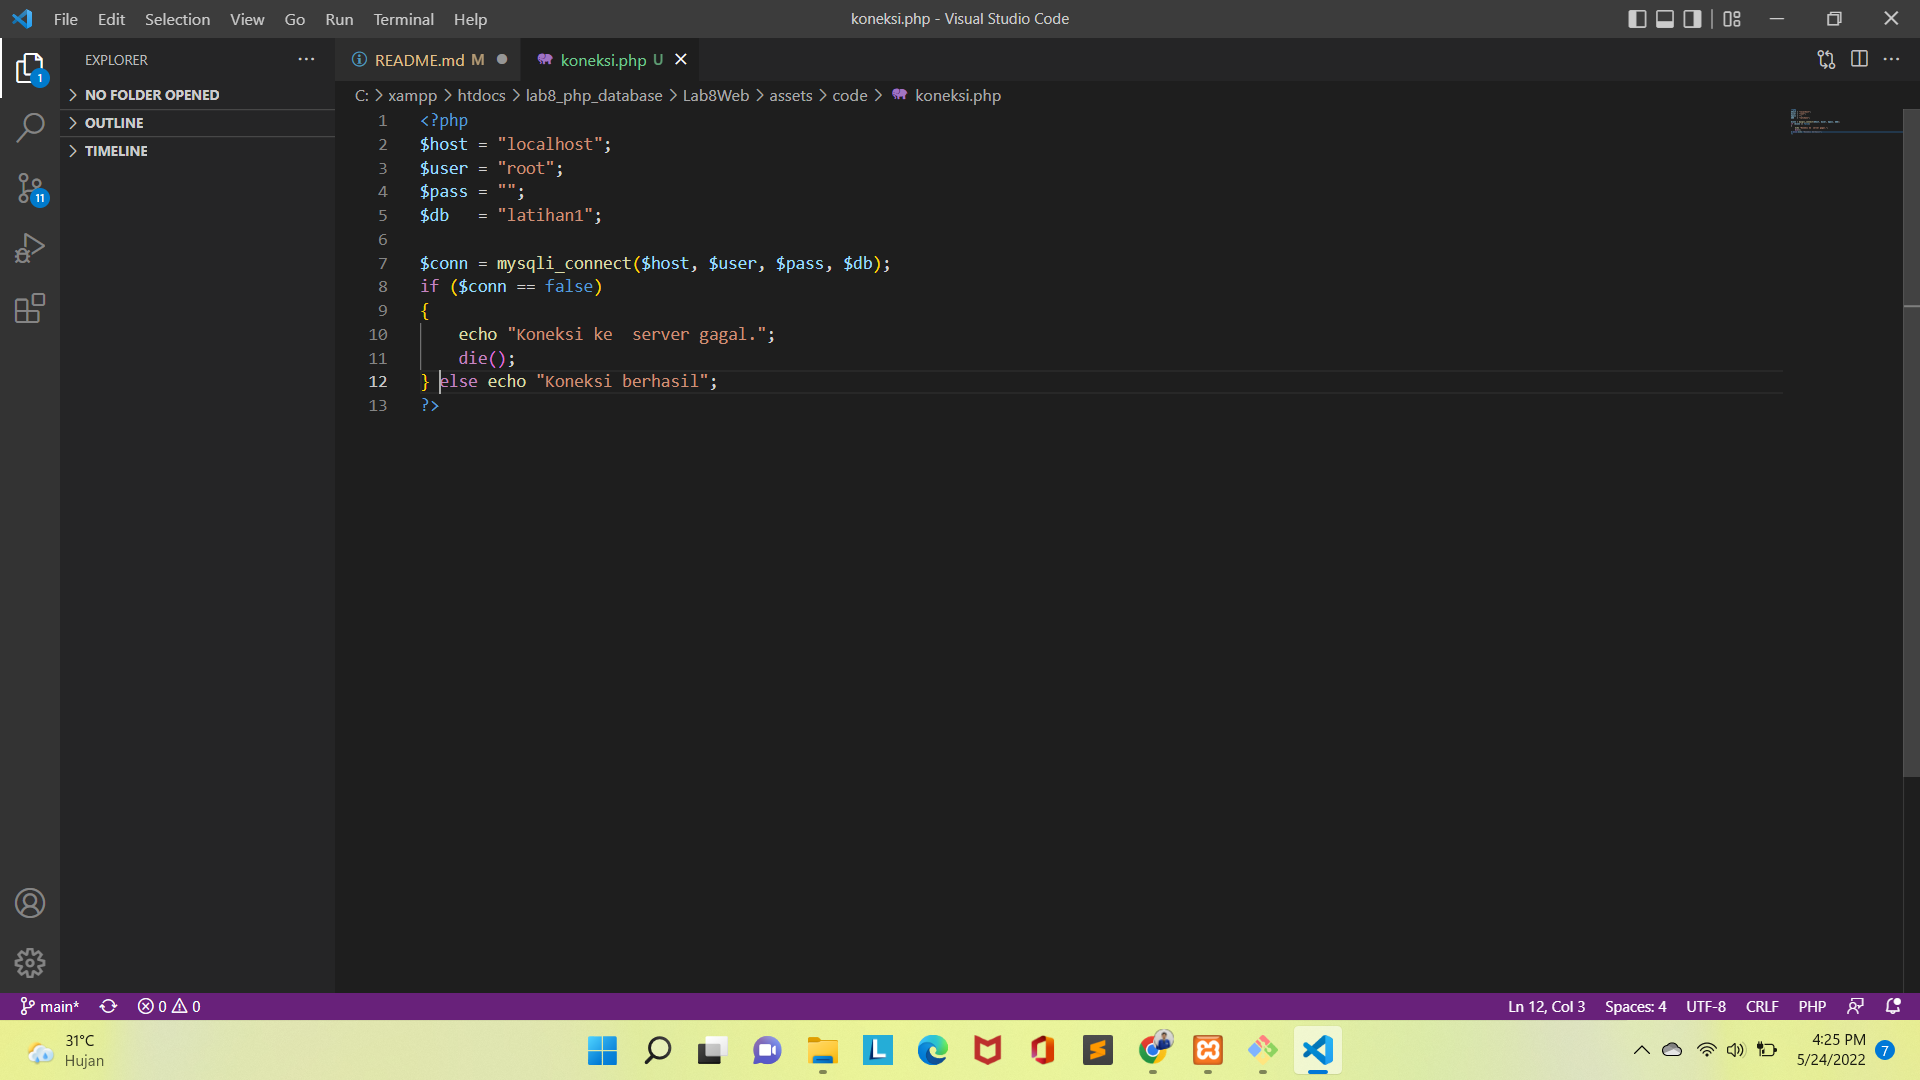 File Edit Selection View Go Run Terminal Help
koneksi.php - Visual Studio Code
1
11
EXPLORER
NO FOLDER OPENED
OUTLINE
TIMELINE
README.md M
koneksi.php U
C: > xampp > htdocs > lab8_php_database > Lab8Web > assets > code > koneksi.php
1 <?php
2 $host = "localhost";
3 $user = "root";
4 $pass = "";
5 $db   = "latihan1";
6
7 $conn = mysqli_connect($host, $user, $pass, $db);
8 if ($conn == false)
9 {
10     echo "Koneksi ke  server gagal.";
11     die();
12 } else echo "Koneksi berhasil";
13 ?>
main* 0 0
Ln 12, Col 3 Spaces: 4 UTF-8 CRLF PHP
31°C
Hujan
L
4:25 PM
5/24/2022
7